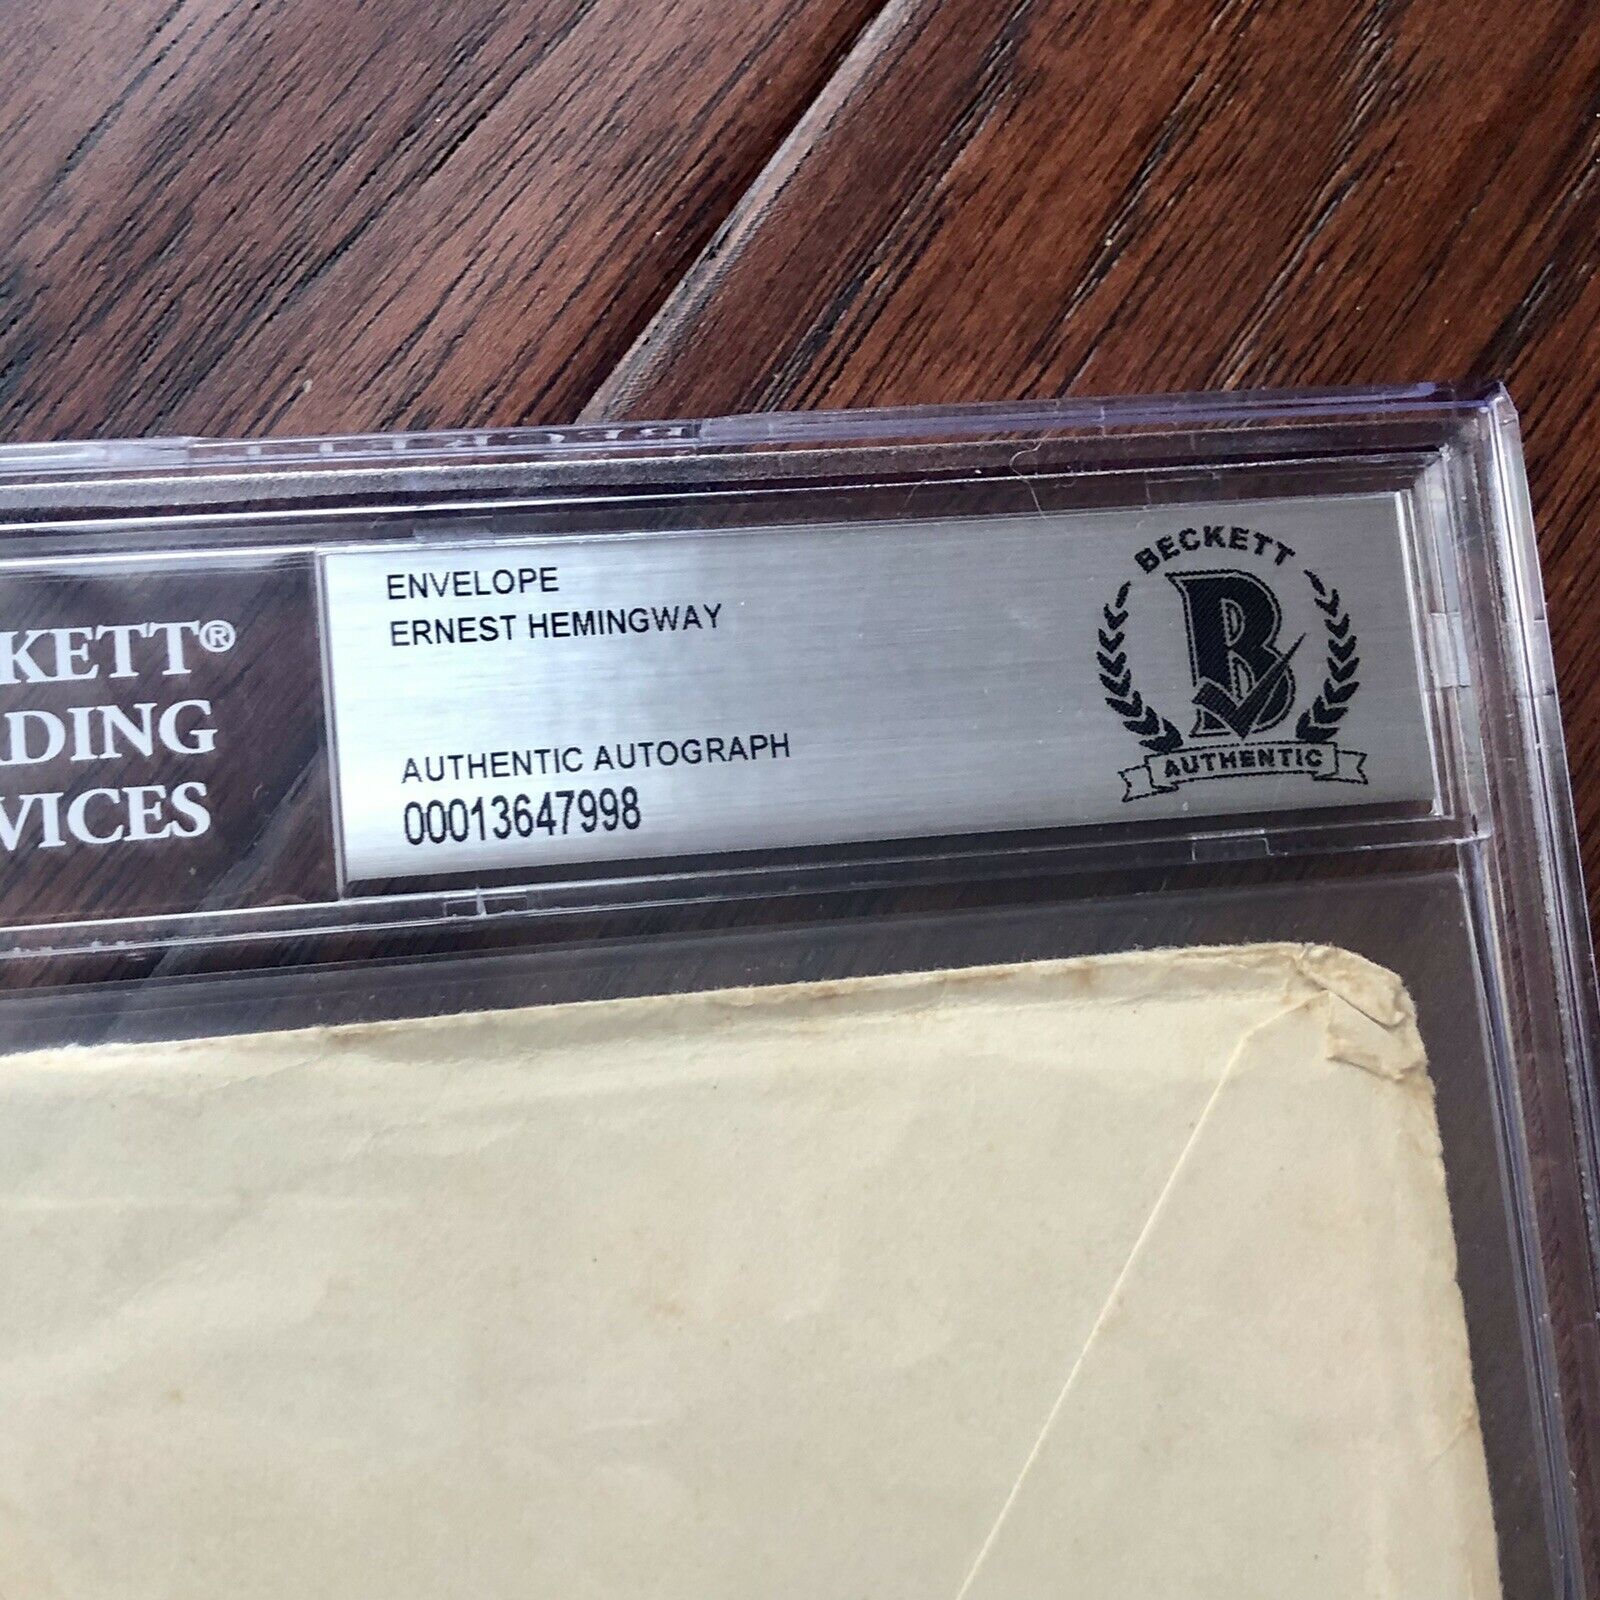 KETT®
DING
VICES
ENVELOPE
ERNEST HEMINGWAY
AUTHENTIC AUTOGRAPH
00013647998
BECKETT
B
AUTHENTIC